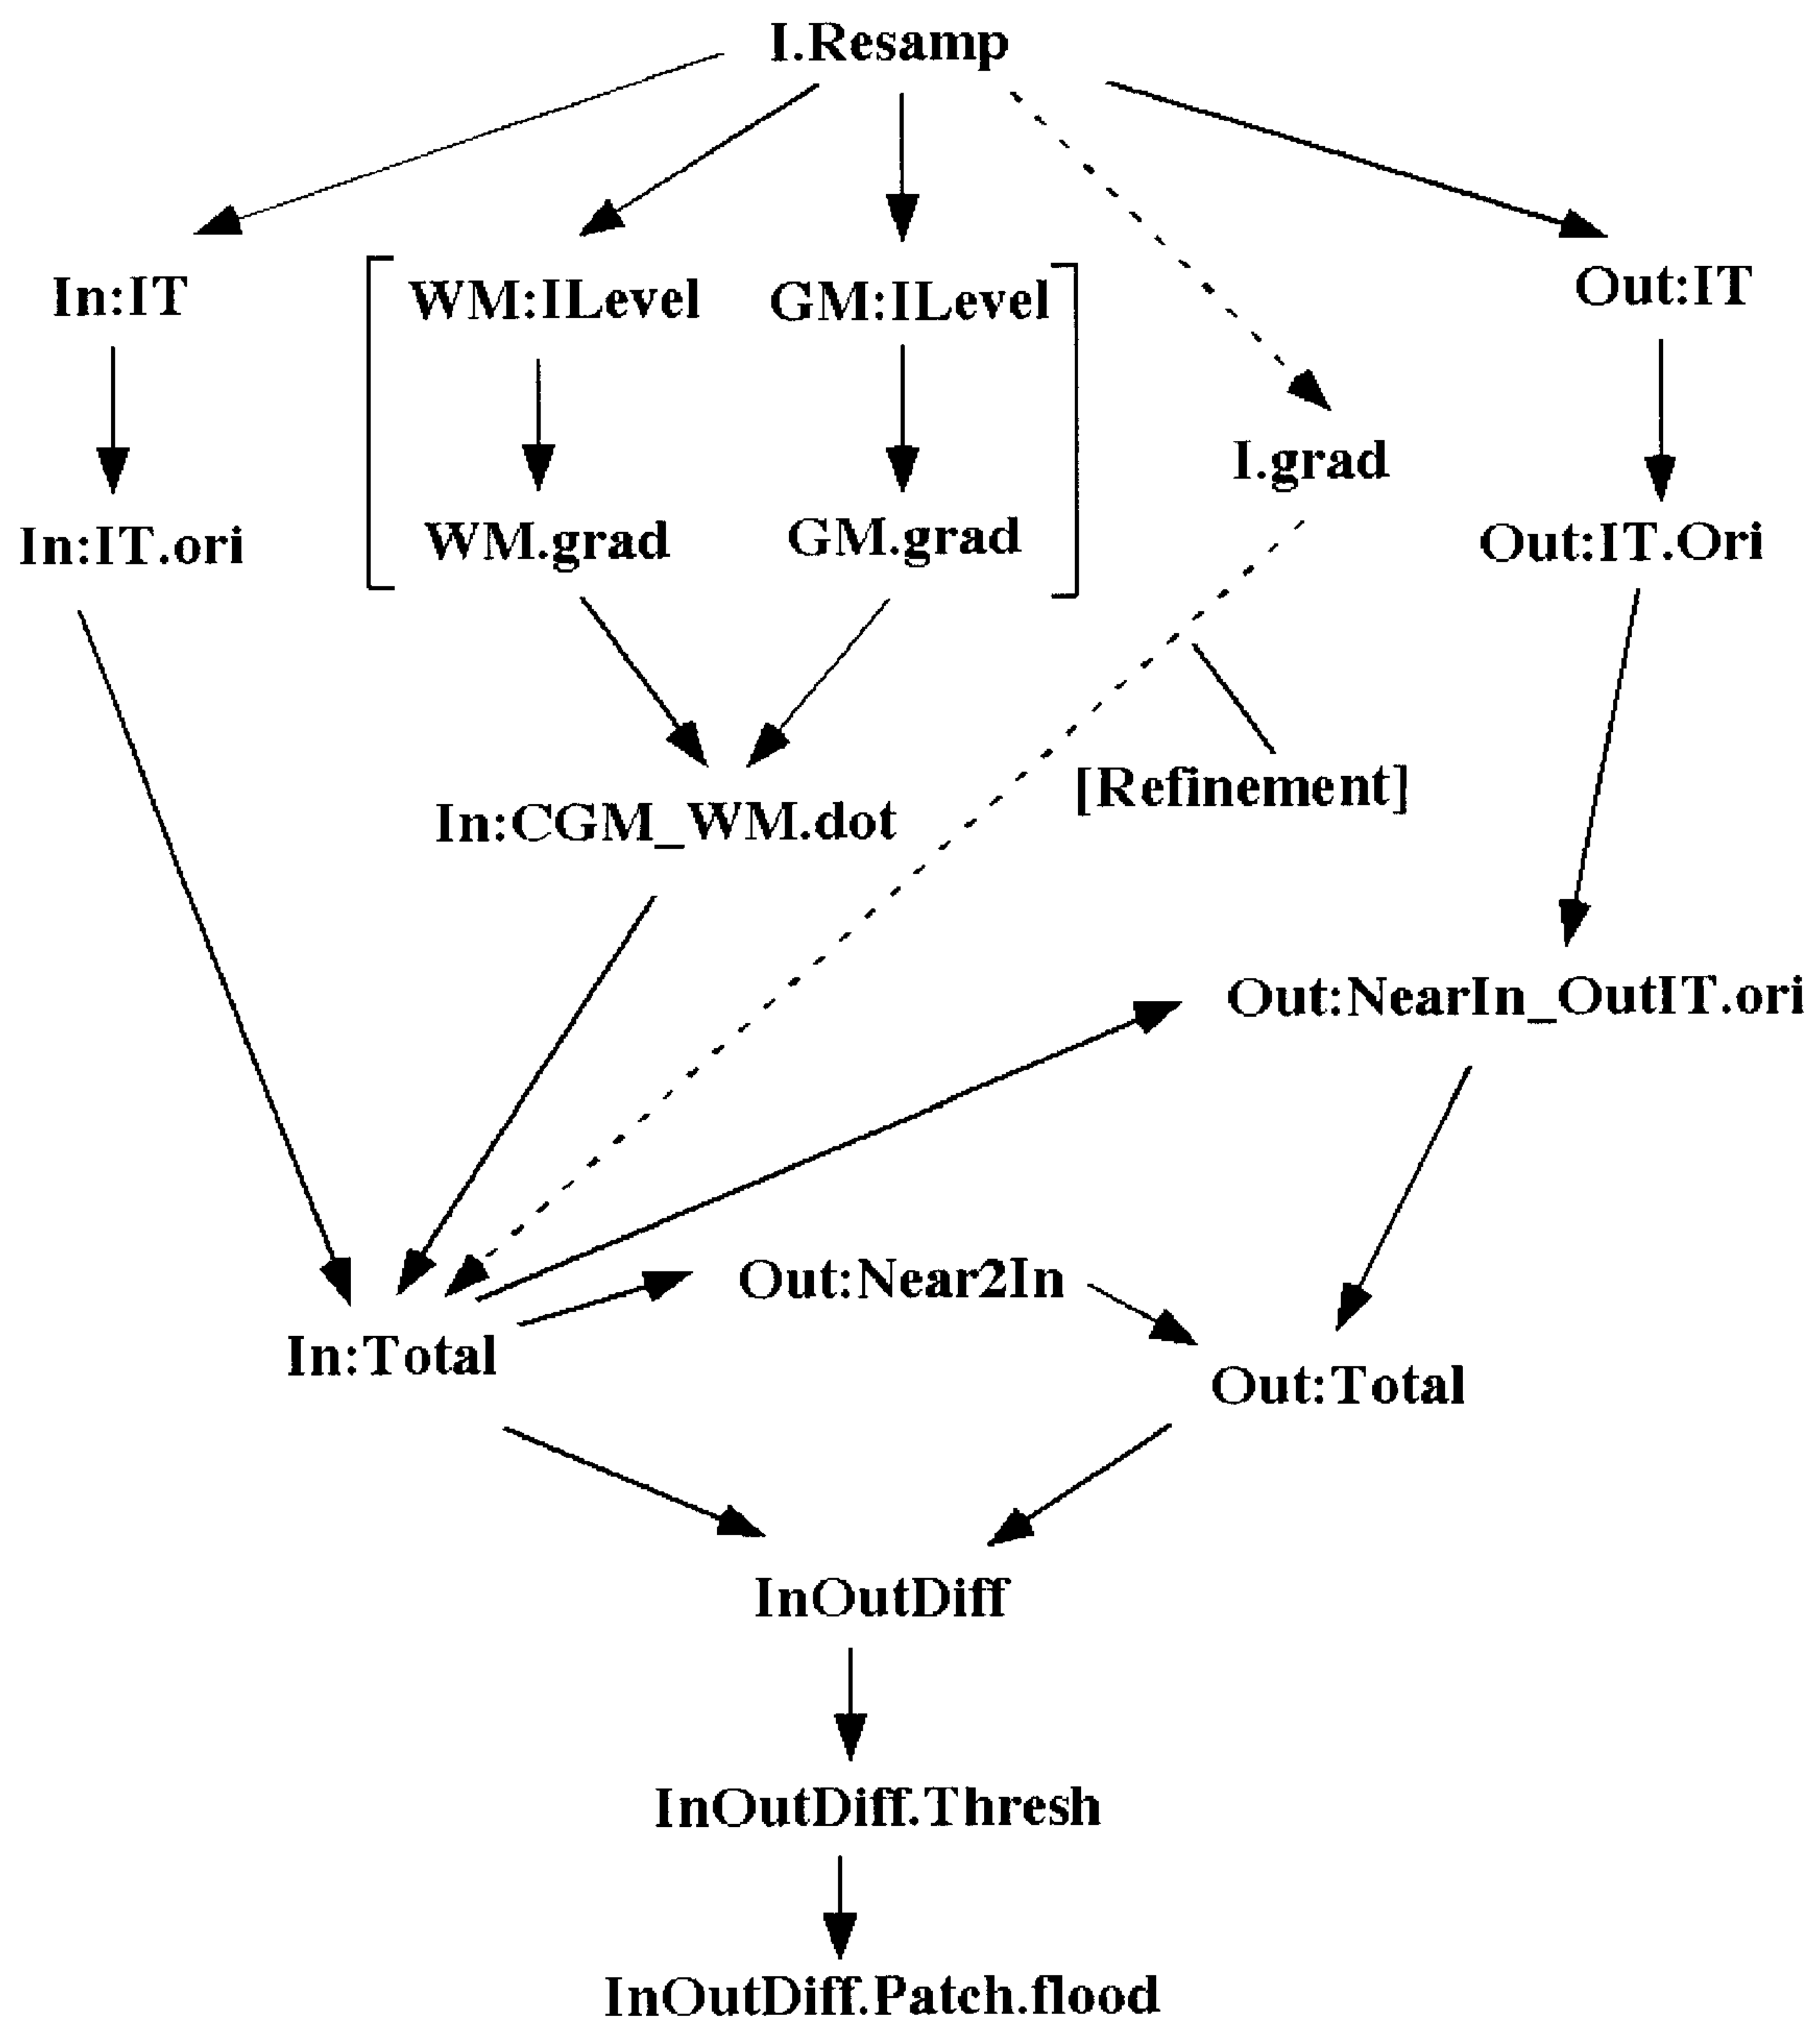 I.Resamp
In:IT
WM:ILevel
GM:ILevel
Out:IT
I.grad
In:IT.ori
WM.grad
GM.grad
Out:IT.Ori
[Refinement]
In:CGM_WM.dot
Out:NearIn_OutIT.ori
Out:Near2In
In:Total
Out:Total
InOutDiff
InOutDiff.Thresh
InOutDiff.Patch.flood